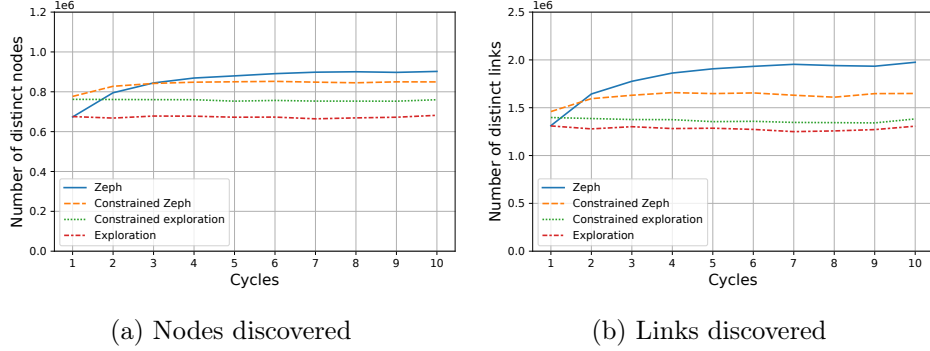 1e6
1.2
1.0
0.8
0.6
0.4
0.2
0.0
Number of distinct nodes
Zeph
Constrained Zeph
Constrained exploration
Exploration
1 2 3 4 5 6 7 8 9 10
Cycles
(a) Nodes discovered
1e6
2.5
2.0
1.5
1.0
0.5
0.0
Number of distinct links
Zeph
Constrained Zeph
Constrained exploration
Exploration
1 2 3 4 5 6 7 8 9 10
Cycles
(b) Links discovered